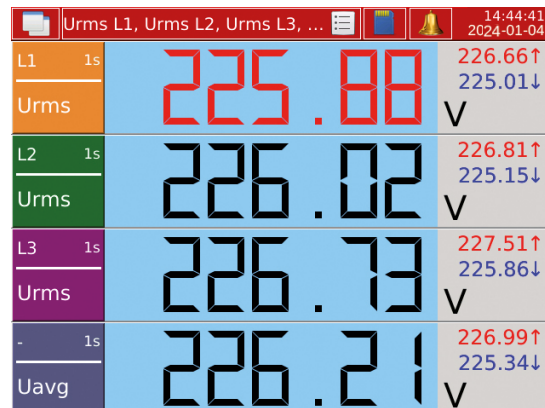 Urms L1, Urms L2, Urms L3, ...
14:44:41
2024-01-04
L1 1s
Urms
225.88
226.66↑
225.01↓
V
L2 1s
Urms
226.02
226.81↑
225.15↓
V
L3 1s
Urms
226.73
227.51↑
225.86↓
V
- 1s
Uavg
226.21
226.99↑
225.34↓
V